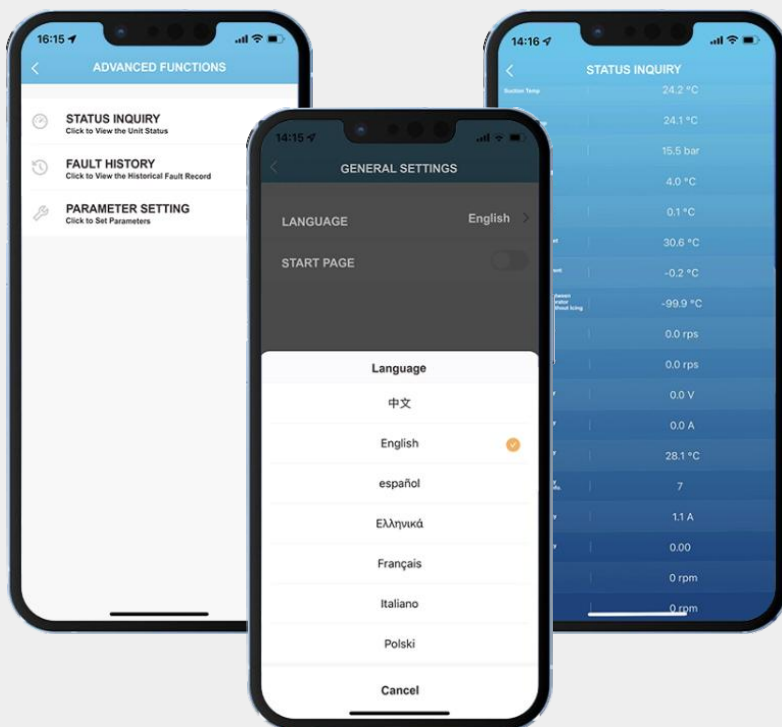 16:15
ADVANCED FUNCTIONS
STATUS INQUIRY
Click to View the Unit Status
FAULT HISTORY
Click to View the Historical Fault Record
PARAMETER SETTING
Click to Set Parameters
14:15
GENERAL SETTINGS
LANGUAGE English
START PAGE
Language
中文
English
español
Ελληνικά
Français
Italiano
Polski
Cancel
14:16
STATUS INQUIRY
Suction Temp 24.2 °C
24.1 °C
15.5 bar
4.0 °C
0.1 °C
30.6 °C
-0.2 °C
-99.9 °C
0.0 rps
0.0 rps
0.0 V
0.0 A
28.1 °C
7
1.1 A
0.00
0 rpm
0 rpm